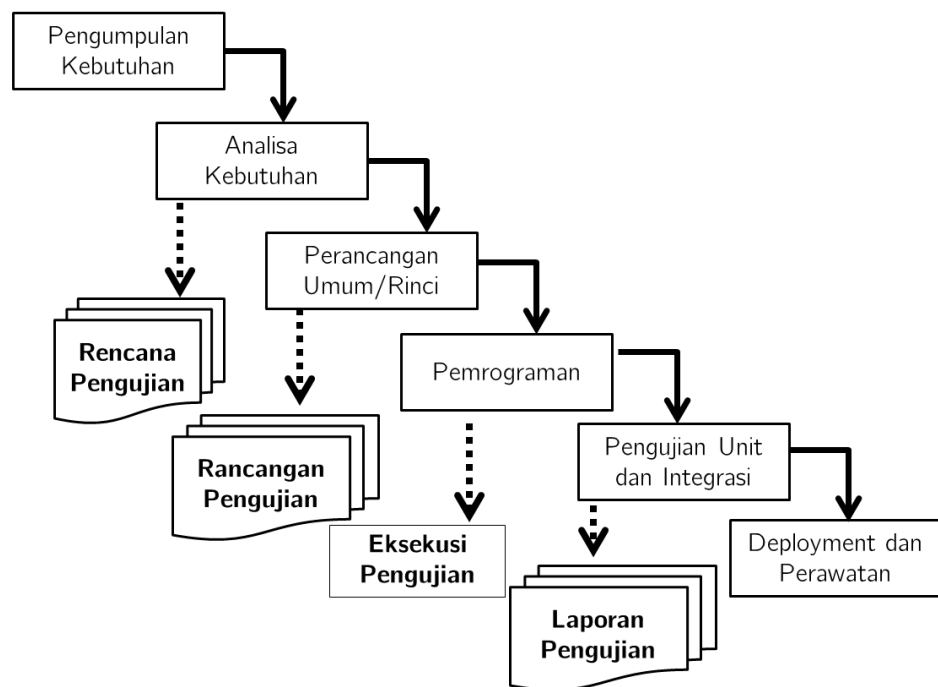 Pengumpulan
Kebutuhan
Analisa
Kebutuhan
Perancangan
Umum/Rinci
Rencana
Pengujian
Pemrograman
Rancangan
Pengujian
Pengujian Unit
dan Integrasi
Eksekusi
Pengujian
Deployment dan
Perawatan
Laporan
Pengujian